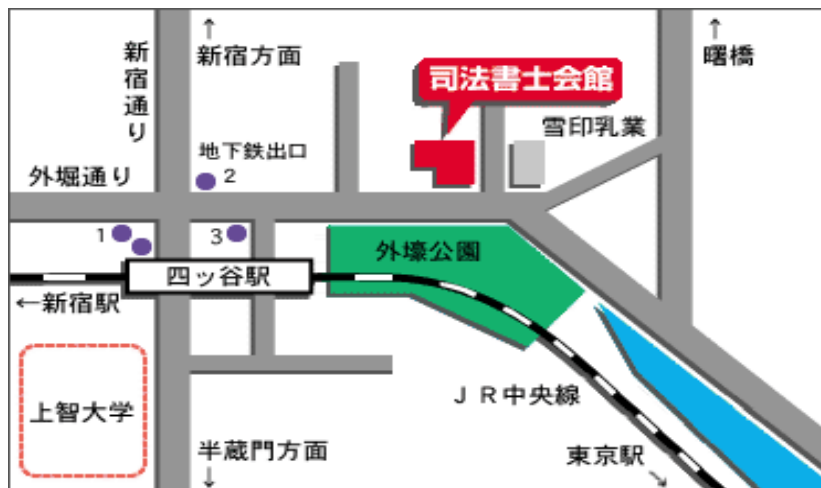 ↑
新宿方面
新宿通り
司法書士会館
↑
曙橋
雪印乳業
地下鉄出口
2
外堀通り
1
3
外壕公園
四ッ谷駅
←新宿駅
上智大学
JR中央線
半蔵門方面
↓
東京駅
→